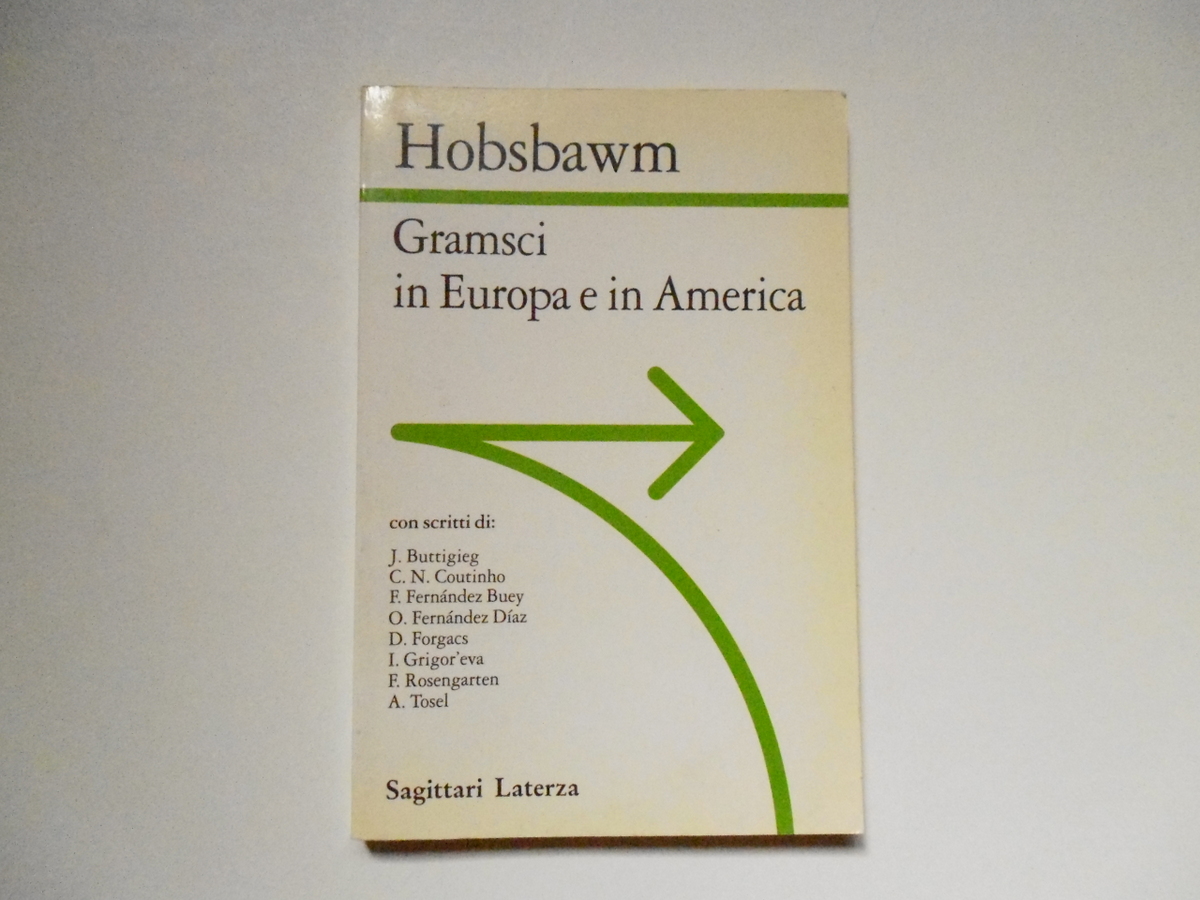 Hobsbawm
Gramsci
in Europa e in America
con scritti di:
J. Buttigieg
C. N. Coutinho
F. Fernández Buey
O. Fernández Díaz
D. Forgacs
I. Grigor'eva
F. Rosengarten
A. Tosel
Sagittari Laterza